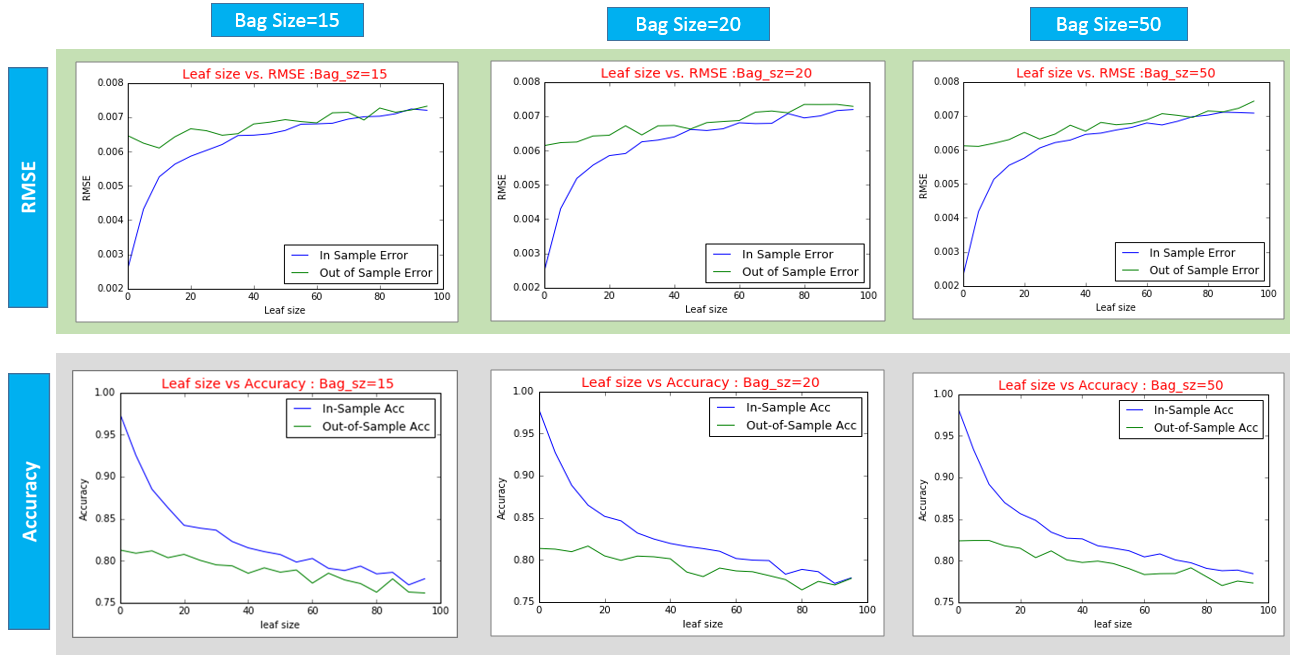 Bag Size=15
Bag Size=20
Bag Size=50
RMSE
Leaf size vs. RMSE :Bag_sz=15
0.008
0.007
0.006
0.005
0.004
0.003
0.002
RMSE
In Sample Error
Out of Sample Error
0 20 40 60 80 100
Leaf size
Leaf size vs. RMSE :Bag_sz=20
0.008
0.007
0.006
0.005
0.004
0.003
0.002
RMSE
In Sample Error
Out of Sample Error
0 20 40 60 80 100
Leaf size
Leaf size vs. RMSE :Bag_sz=50
0.008
0.007
0.006
0.005
0.004
0.003
0.002
RMSE
In Sample Error
Out of Sample Error
0 20 40 60 80 100
Leaf size
Accuracy
Leaf size vs Accuracy : Bag_sz=15
1.00
0.95
0.90
0.85
0.80
0.75
Accuracy
In-Sample Acc
Out-of-Sample Acc
0 20 40 60 80 100
leaf size
Leaf size vs Accuracy : Bag_sz=20
1.00
0.95
0.90
0.85
0.80
0.75
Accuracy
In-Sample Acc
Out-of-Sample Acc
0 20 40 60 80 100
leaf size
Leaf size vs Accuracy : Bag_sz=50
1.00
0.95
0.90
0.85
0.80
0.75
Accuracy
In-Sample Acc
Out-of-Sample Acc
0 20 40 60 80 100
leaf size